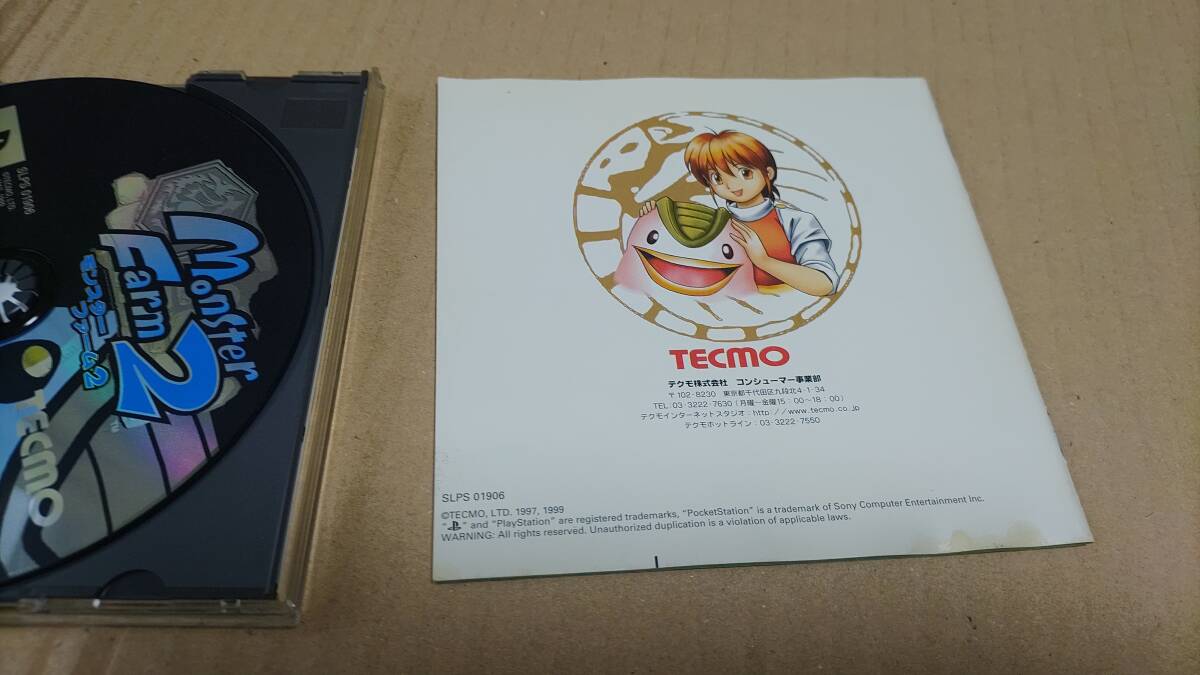 SLPS 01906
Monster
Farm
2
モンスター
ファーム2
TECMO
TECMO
テクモ株式会社 コンシューマー事業部
〒102-8230 東京都千代田区九段北4-1-34
TEL:03-3222-7630(月曜ー金曜15:00〜18:00)
テクモインターネットスタジオ:http://www.tecmo.co.jp
テクモホットライン:03-3222-7550
SLPS 01906
©TECMO, LTD. 1997, 1999
“ ” and “PlayStation” are registered trademarks, “PocketStation” is a trademark of Sony Computer Entertainment Inc.
WARNING: All rights reserved. Unauthorized duplication is a violation of applicable laws.